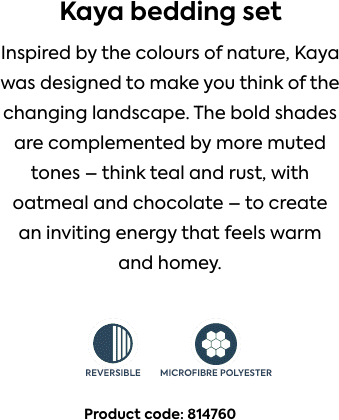 Kaya bedding set
Inspired by the colours of nature, Kaya
was designed to make you think of the
changing landscape. The bold shades
are complemented by more muted
tones – think teal and rust, with
oatmeal and chocolate – to create
an inviting energy that feels warm
and homey.
REVERSIBLE
MICROFIBRE POLYESTER
Product code: 814760